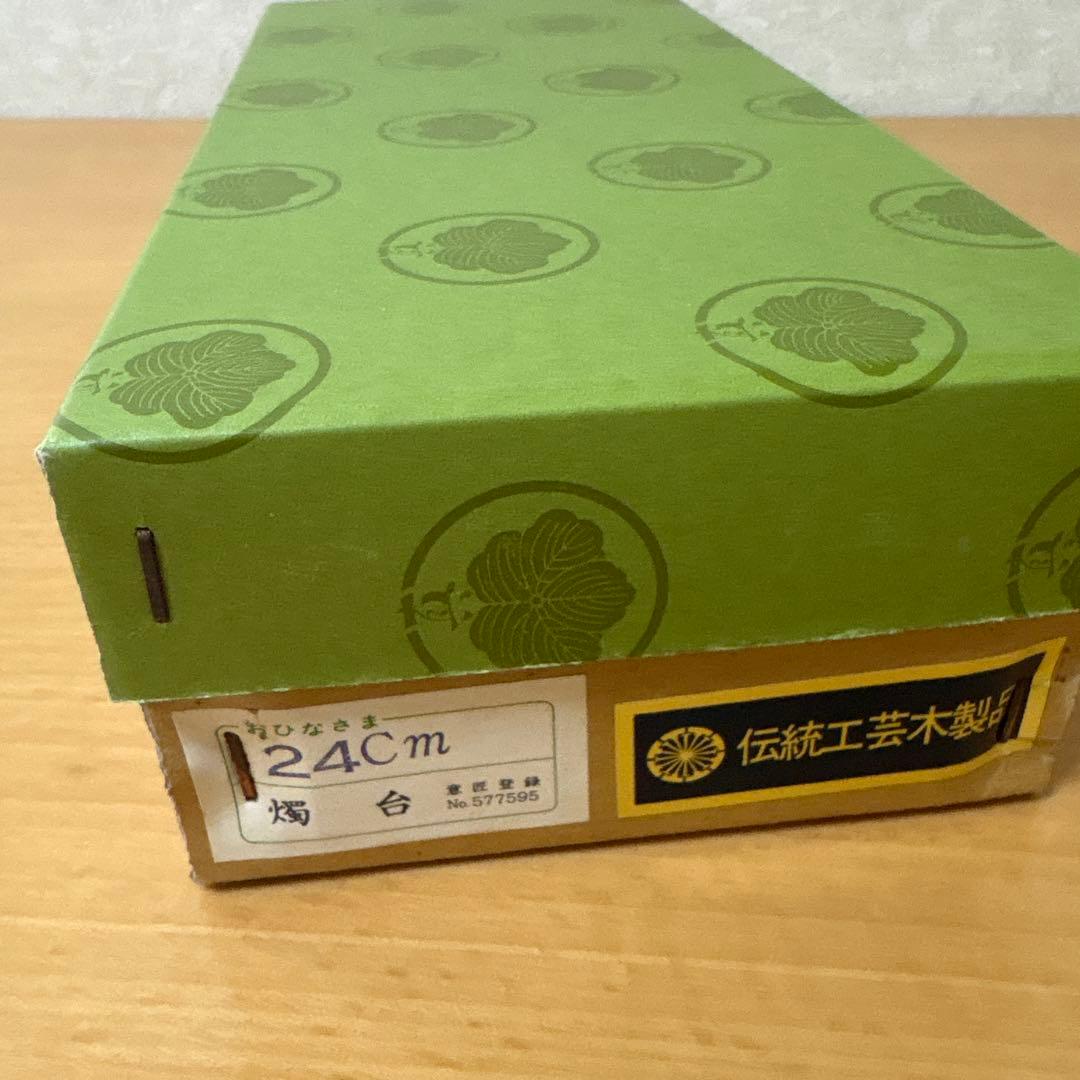 おひなさま
24Cm
燭 台
意匠登録
No.577595
伝統工芸木製品